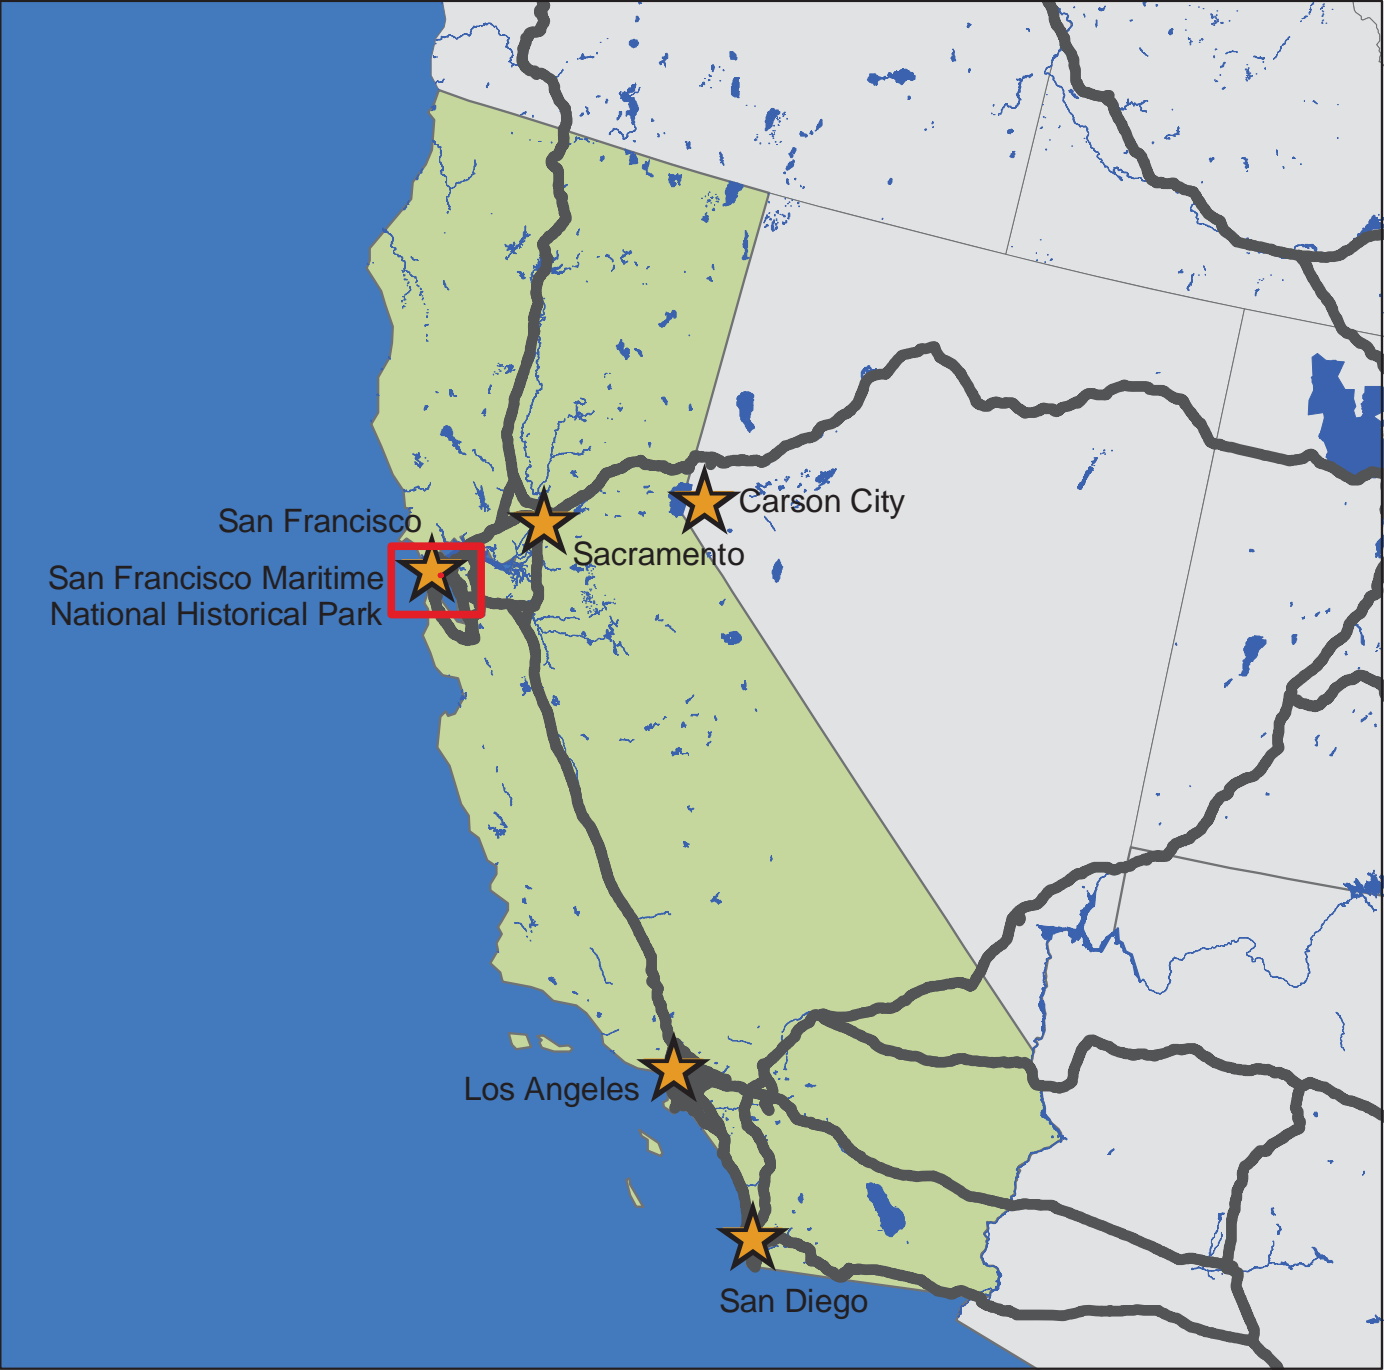 Carson City
San Francisco
Sacramento
San Francisco Maritime
National Historical Park
Los Angeles
San Diego